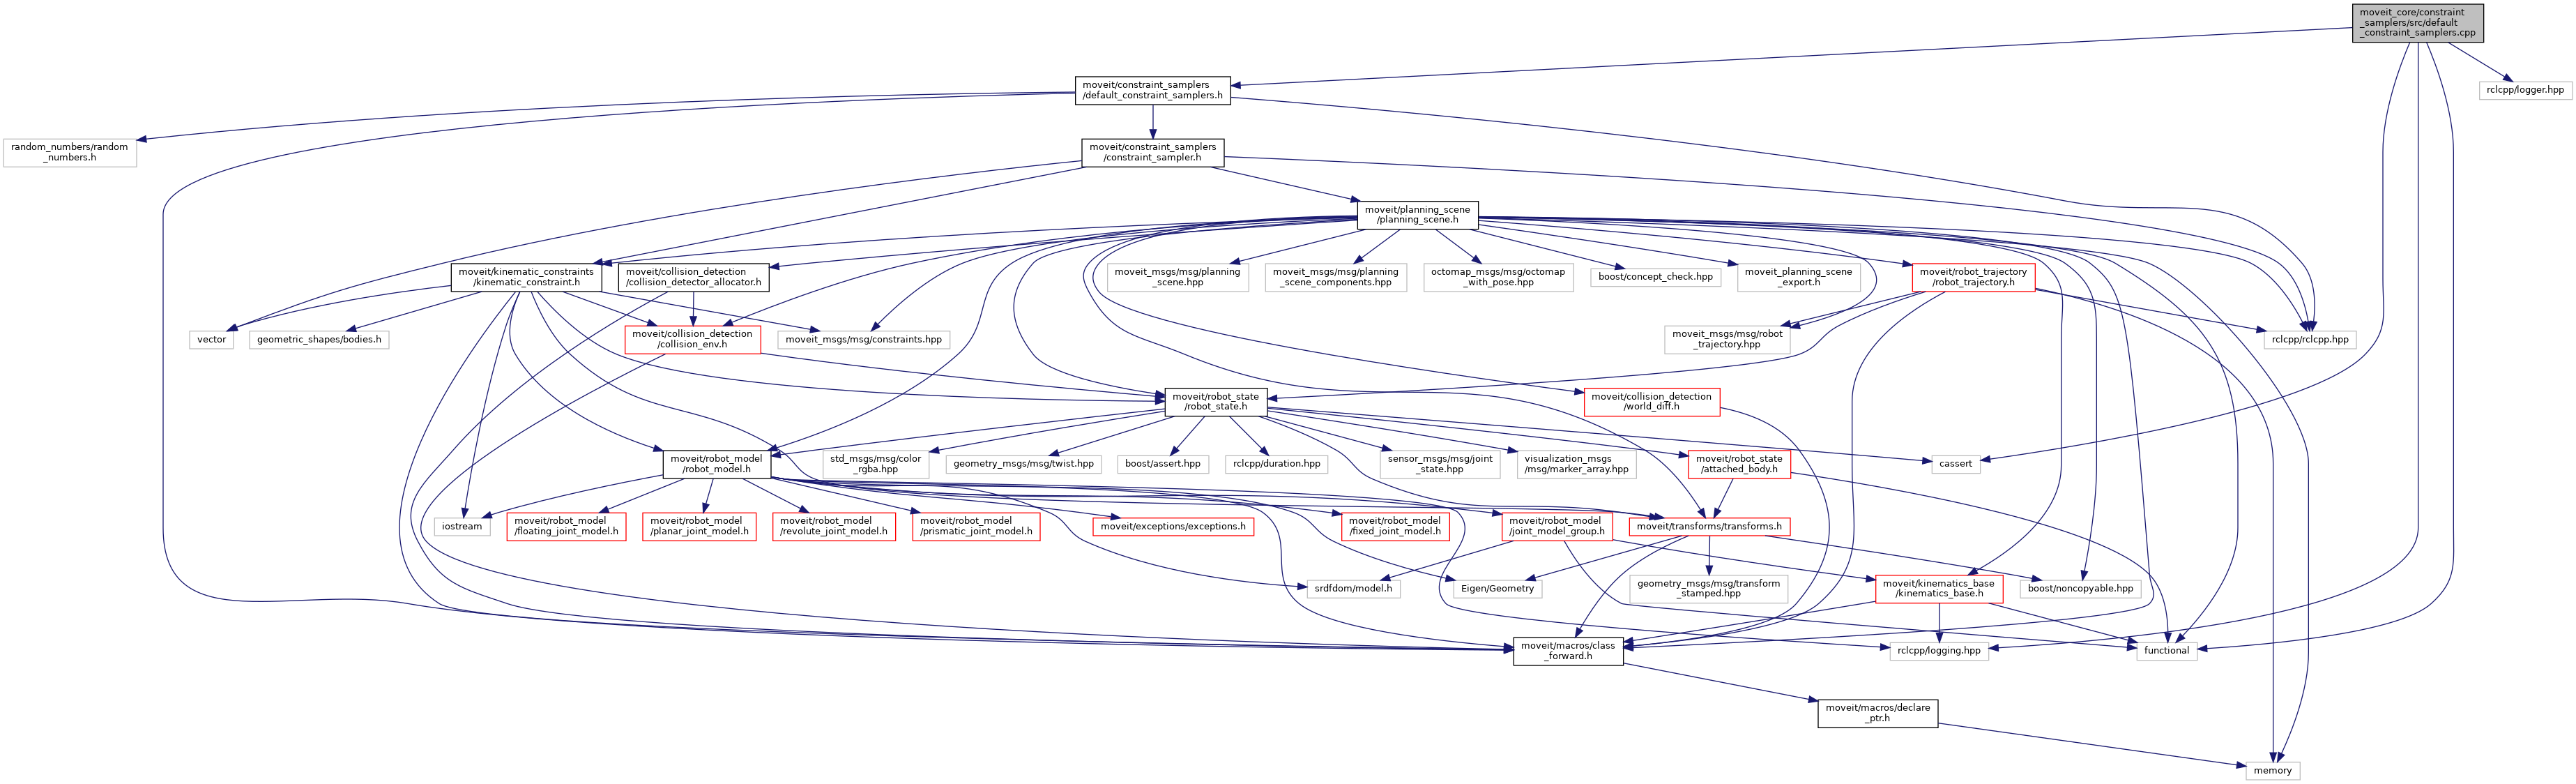 moveit_core/constraint
_samplers/src/default
_constraint_samplers.cpp
moveit/constraint_samplers
/default_constraint_samplers.h
rclcpp/logger.hpp
random_numbers/random
_numbers.h
moveit/constraint_samplers
/constraint_sampler.h
moveit/planning_scene
/planning_scene.h
moveit/kinematic_constraints
/kinematic_constraint.h
moveit/collision_detection
/collision_detector_allocator.h
moveit_msgs/msg/planning
_scene.hpp
moveit_msgs/msg/planning
_scene_components.hpp
octomap_msgs/msg/octomap
_with_pose.hpp
boost/concept_check.hpp
moveit_planning_scene
_export.h
moveit/robot_trajectory
/robot_trajectory.h
vector
geometric_shapes/bodies.h
moveit/collision_detection
/collision_env.h
moveit_msgs/msg/constraints.hpp
moveit_msgs/msg/robot
_trajectory.hpp
rclcpp/rclcpp.hpp
moveit/robot_state
/robot_state.h
moveit/collision_detection
/world_diff.h
moveit/robot_model
/robot_model.h
std_msgs/msg/color
_rgba.hpp
geometry_msgs/msg/twist.hpp
boost/assert.hpp
rclcpp/duration.hpp
sensor_msgs/msg/joint
_state.hpp
visualization_msgs
/msg/marker_array.hpp
moveit/robot_state
/attached_body.h
cassert
iostream
moveit/robot_model
/floating_joint_model.h
moveit/robot_model
/planar_joint_model.h
moveit/robot_model
/revolute_joint_model.h
moveit/robot_model
/prismatic_joint_model.h
moveit/exceptions/exceptions.h
moveit/robot_model
/fixed_joint_model.h
moveit/robot_model
/joint_model_group.h
moveit/transforms/transforms.h
srdfdom/model.h
Eigen/Geometry
geometry_msgs/msg/transform
_stamped.hpp
moveit/kinematics_base
/kinematics_base.h
boost/noncopyable.hpp
moveit/macros/class
_forward.h
rclcpp/logging.hpp
functional
moveit/macros/declare
_ptr.h
memory